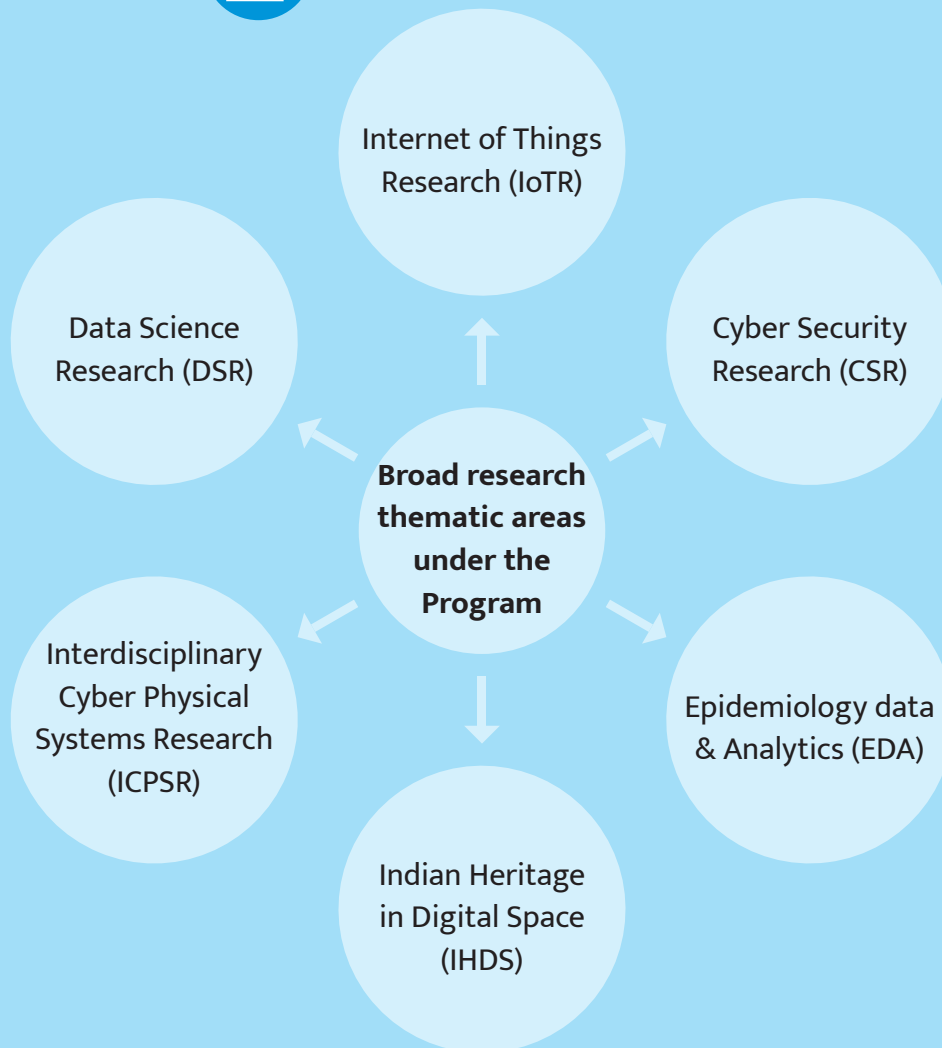 Internet of Things
Research (IoTR)
Data Science
Research (DSR)
Cyber Security
Research (CSR)
Broad research
thematic areas
under the
Program
Interdisciplinary
Cyber Physical
Systems Research
(ICPSR)
Epidemiology data
& Analytics (EDA)
Indian Heritage
in Digital Space
(IHDS)